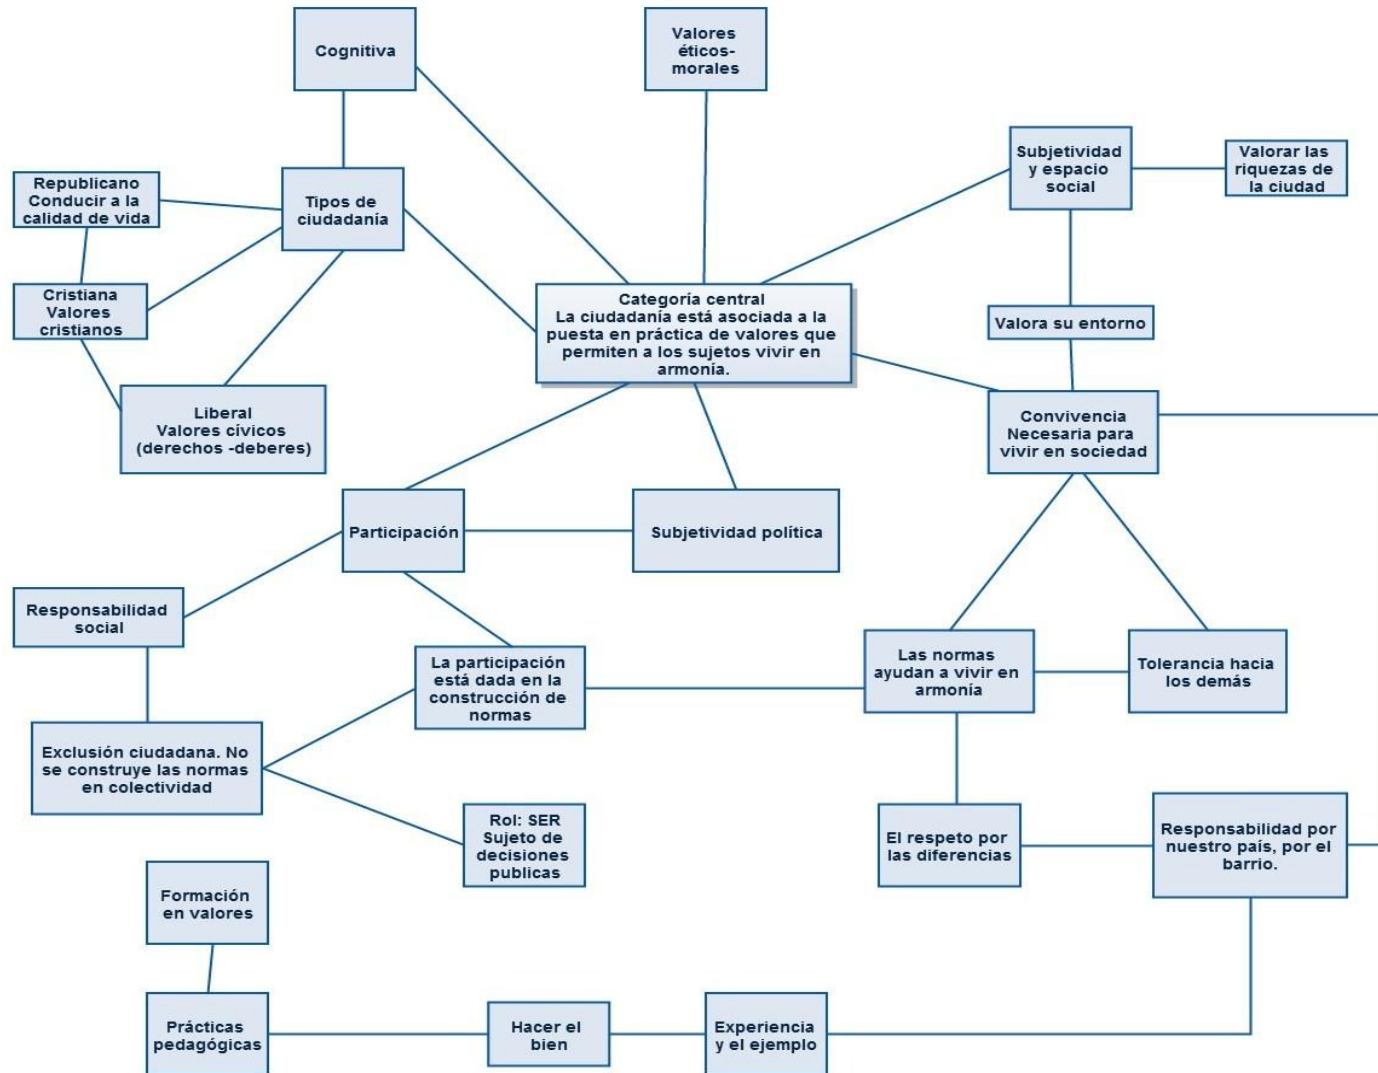 Cognitiva
Valores
éticos-
morales
Subjetividad
y espacio
social
Valorar las
riquezas de
la ciudad
Republicano
Conducir a la
calidad de vida
Tipos de
ciudadanía
Cristiana
Valores
cristianos
Categoría central
La ciudadanía está asociada a la
puesta en práctica de valores que
permiten a los sujetos vivir en
armonía.
Valora su entorno
Liberal
Valores cívicos
(derechos -deberes)
Convivencia
Necesaria para
vivir en sociedad
Participación
Subjetividad política
Responsabilidad
social
La participación
está dada en la
construcción de
normas
Las normas
ayudan a vivir en
armonía
Tolerancia hacia
los demás
Exclusión ciudadana. No
se construye las normas
en colectividad
Rol: SER
Sujeto de
decisiones
publicas
El respeto por
las diferencias
Responsabilidad por
nuestro país, por el
barrio.
Formación
en valores
Prácticas
pedagógicas
Hacer el
bien
Experiencia
y el ejemplo